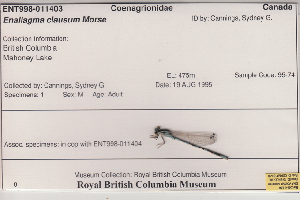 ENT998-011403 Coenagrionidae Canada
Enallagma clausum Morse ID by: Cannings, Sydney G.
Collection Information:
British Columbia
Mahoney Lake
EL: 475m Sample Code: 95-74
Collected by: Cannings, Sydney G Date: 19 AUG 1995
Specimens: 1 Sex: M Age: Adult
Assoc. specimens: in cop with ENT998-011404
Museum Collection: Royal British Columbia Museum
0 Royal British Columbia Museum